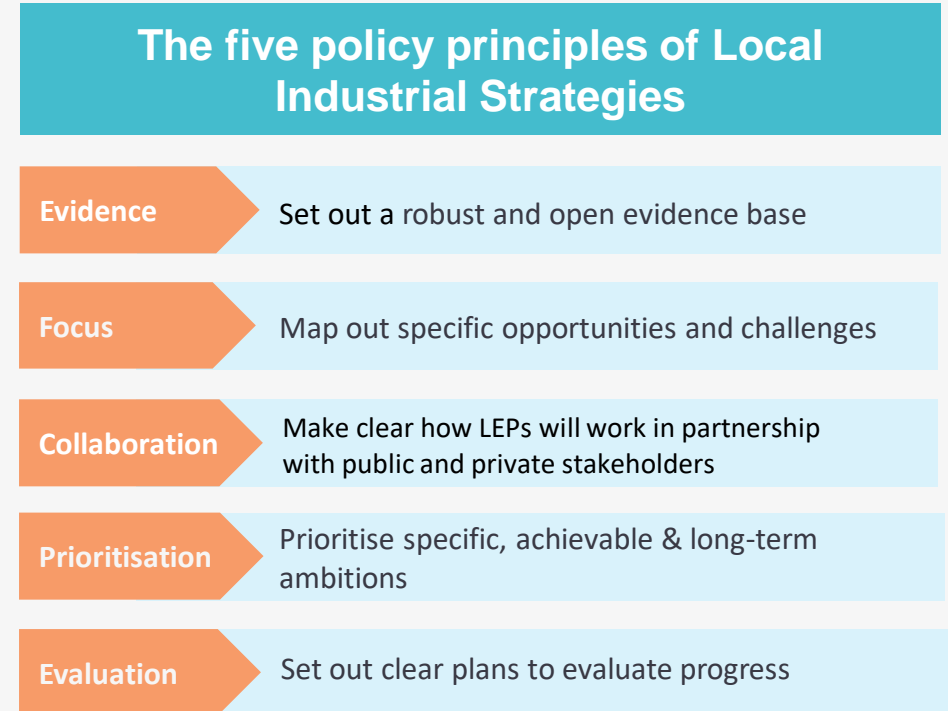 The five policy principles of Local
Industrial Strategies
Evidence
Set out a robust and open evidence base
Focus
Map out specific opportunities and challenges
Collaboration
Make clear how LEPs will work in partnership
with public and private stakeholders
Prioritisation
Prioritise specific, achievable & long-term
ambitions
Evaluation
Set out clear plans to evaluate progress